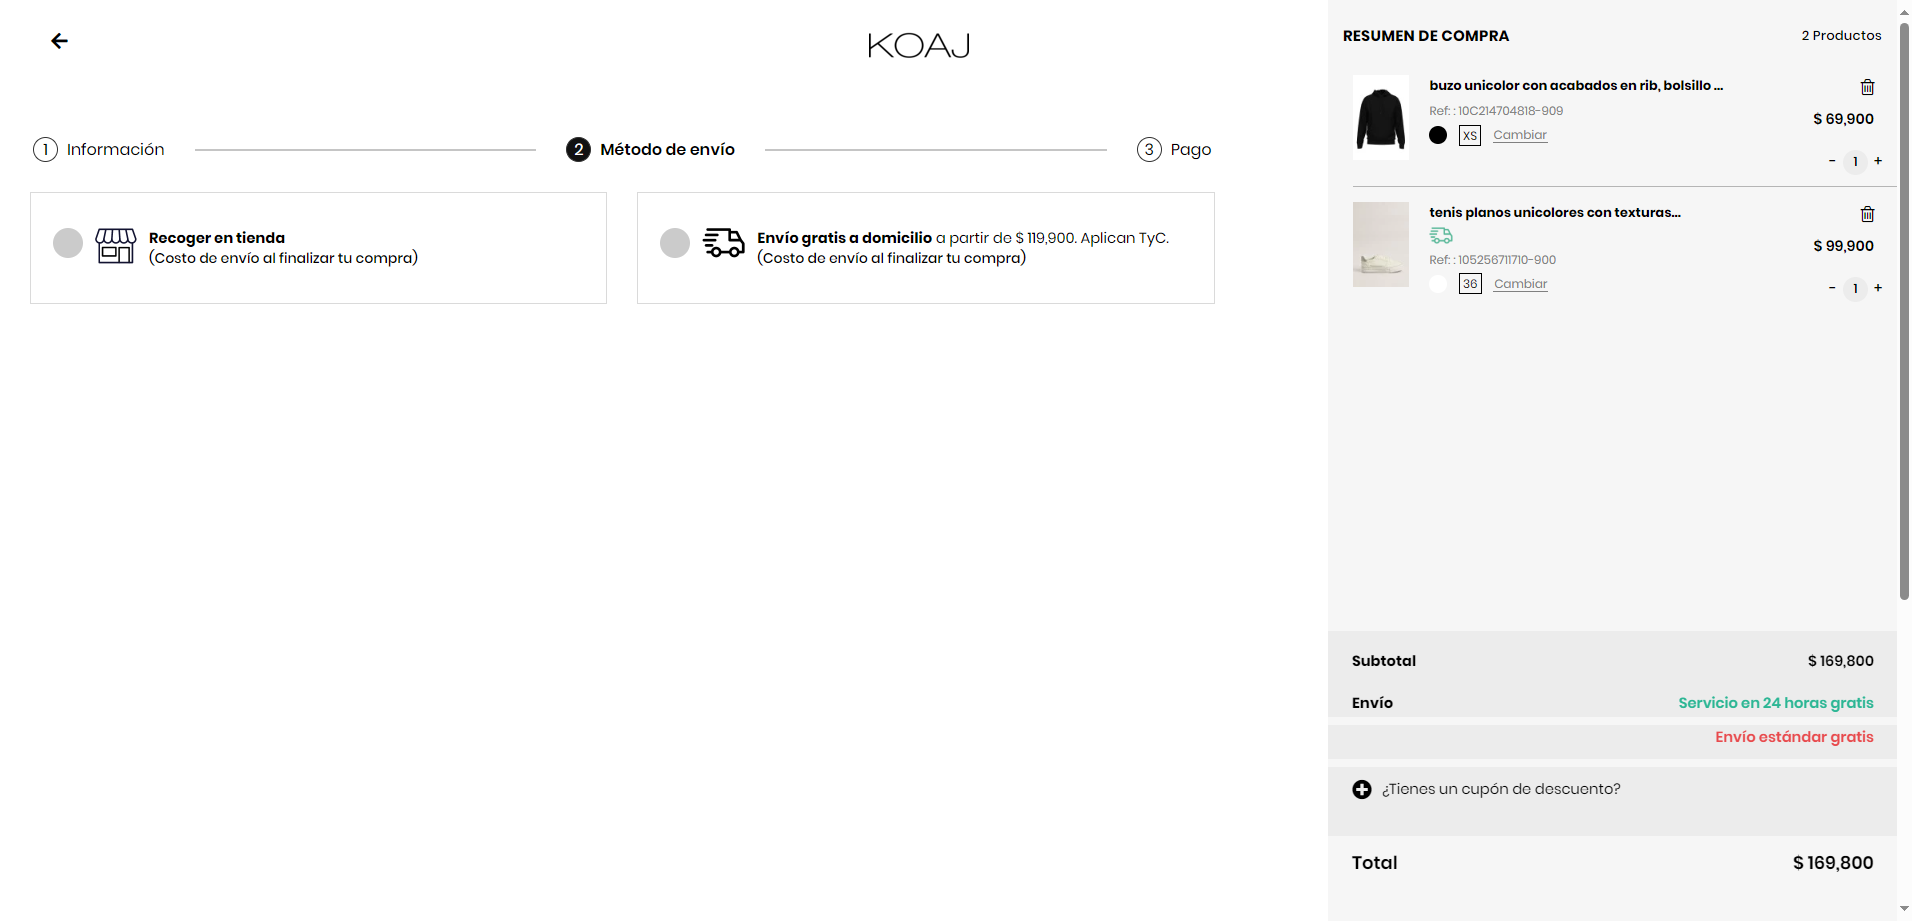 KOAJ
1 Información
2 Método de envío
3 Pago
Recoger en tienda
(Costo de envío al finalizar tu compra)
Envío gratis a domicilio a partir de $ 119,900. Aplican TyC.
(Costo de envío al finalizar tu compra)
RESUMEN DE COMPRA
2 Productos
buzo unicolor con acabados en rib, bolsillo ...
Ref: : 10C214704818-909
$ 69,900
XS Cambiar
- 1 +
tenis planos unicolores con texturas...
$ 99,900
Ref: : 105256711710-900
36 Cambiar
- 1 +
Subtotal $ 169,800
Envío Servicio en 24 horas gratis
Envío estándar gratis
¿Tienes un cupón de descuento?
Total $ 169,800